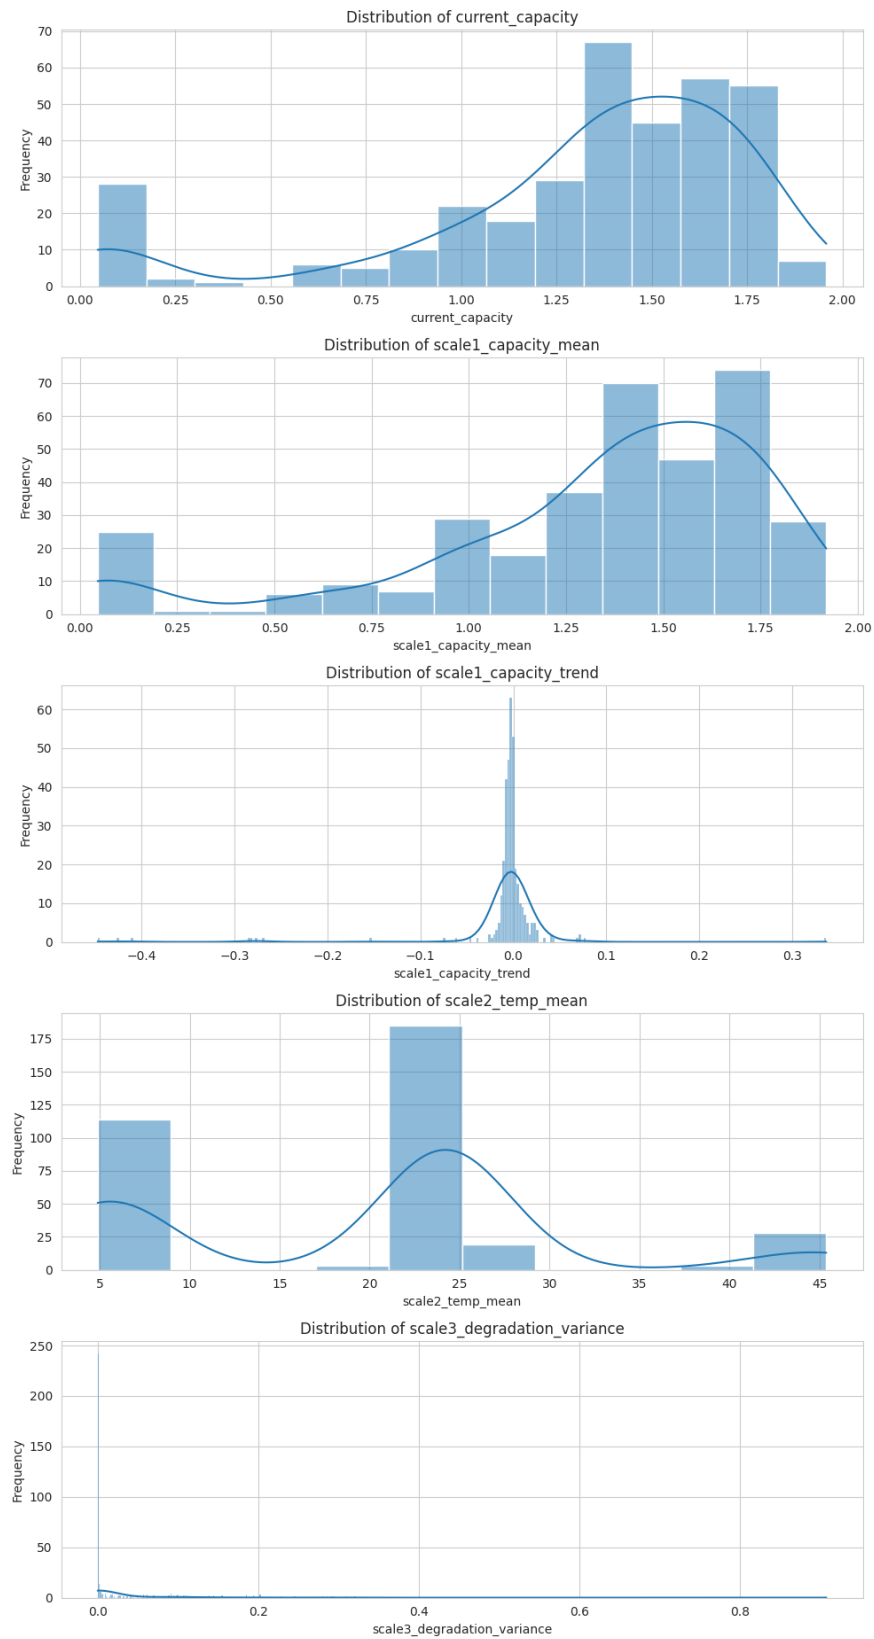 Distribution of current_capacity
70
60
50
40
30
20
10
0
Frequency
0.00 0.25 0.50 0.75 1.00 1.25 1.50 1.75 2.00
current_capacity
Distribution of scale1_capacity_mean
70
60
50
40
30
20
10
0
Frequency
0.00 0.25 0.50 0.75 1.00 1.25 1.50 1.75 2.00
scale1_capacity_mean
Distribution of scale1_capacity_trend
60
50
40
30
20
10
0
Frequency
−0.4 −0.3 −0.2 −0.1 0.0 0.1 0.2 0.3
scale1_capacity_trend
Distribution of scale2_temp_mean
175
150
125
100
75
50
25
0
Frequency
5 10 15 20 25 30 35 40 45
scale2_temp_mean
Distribution of scale3_degradation_variance
250
200
150
100
50
0
Frequency
0.0 0.2 0.4 0.6 0.8
scale3_degradation_variance